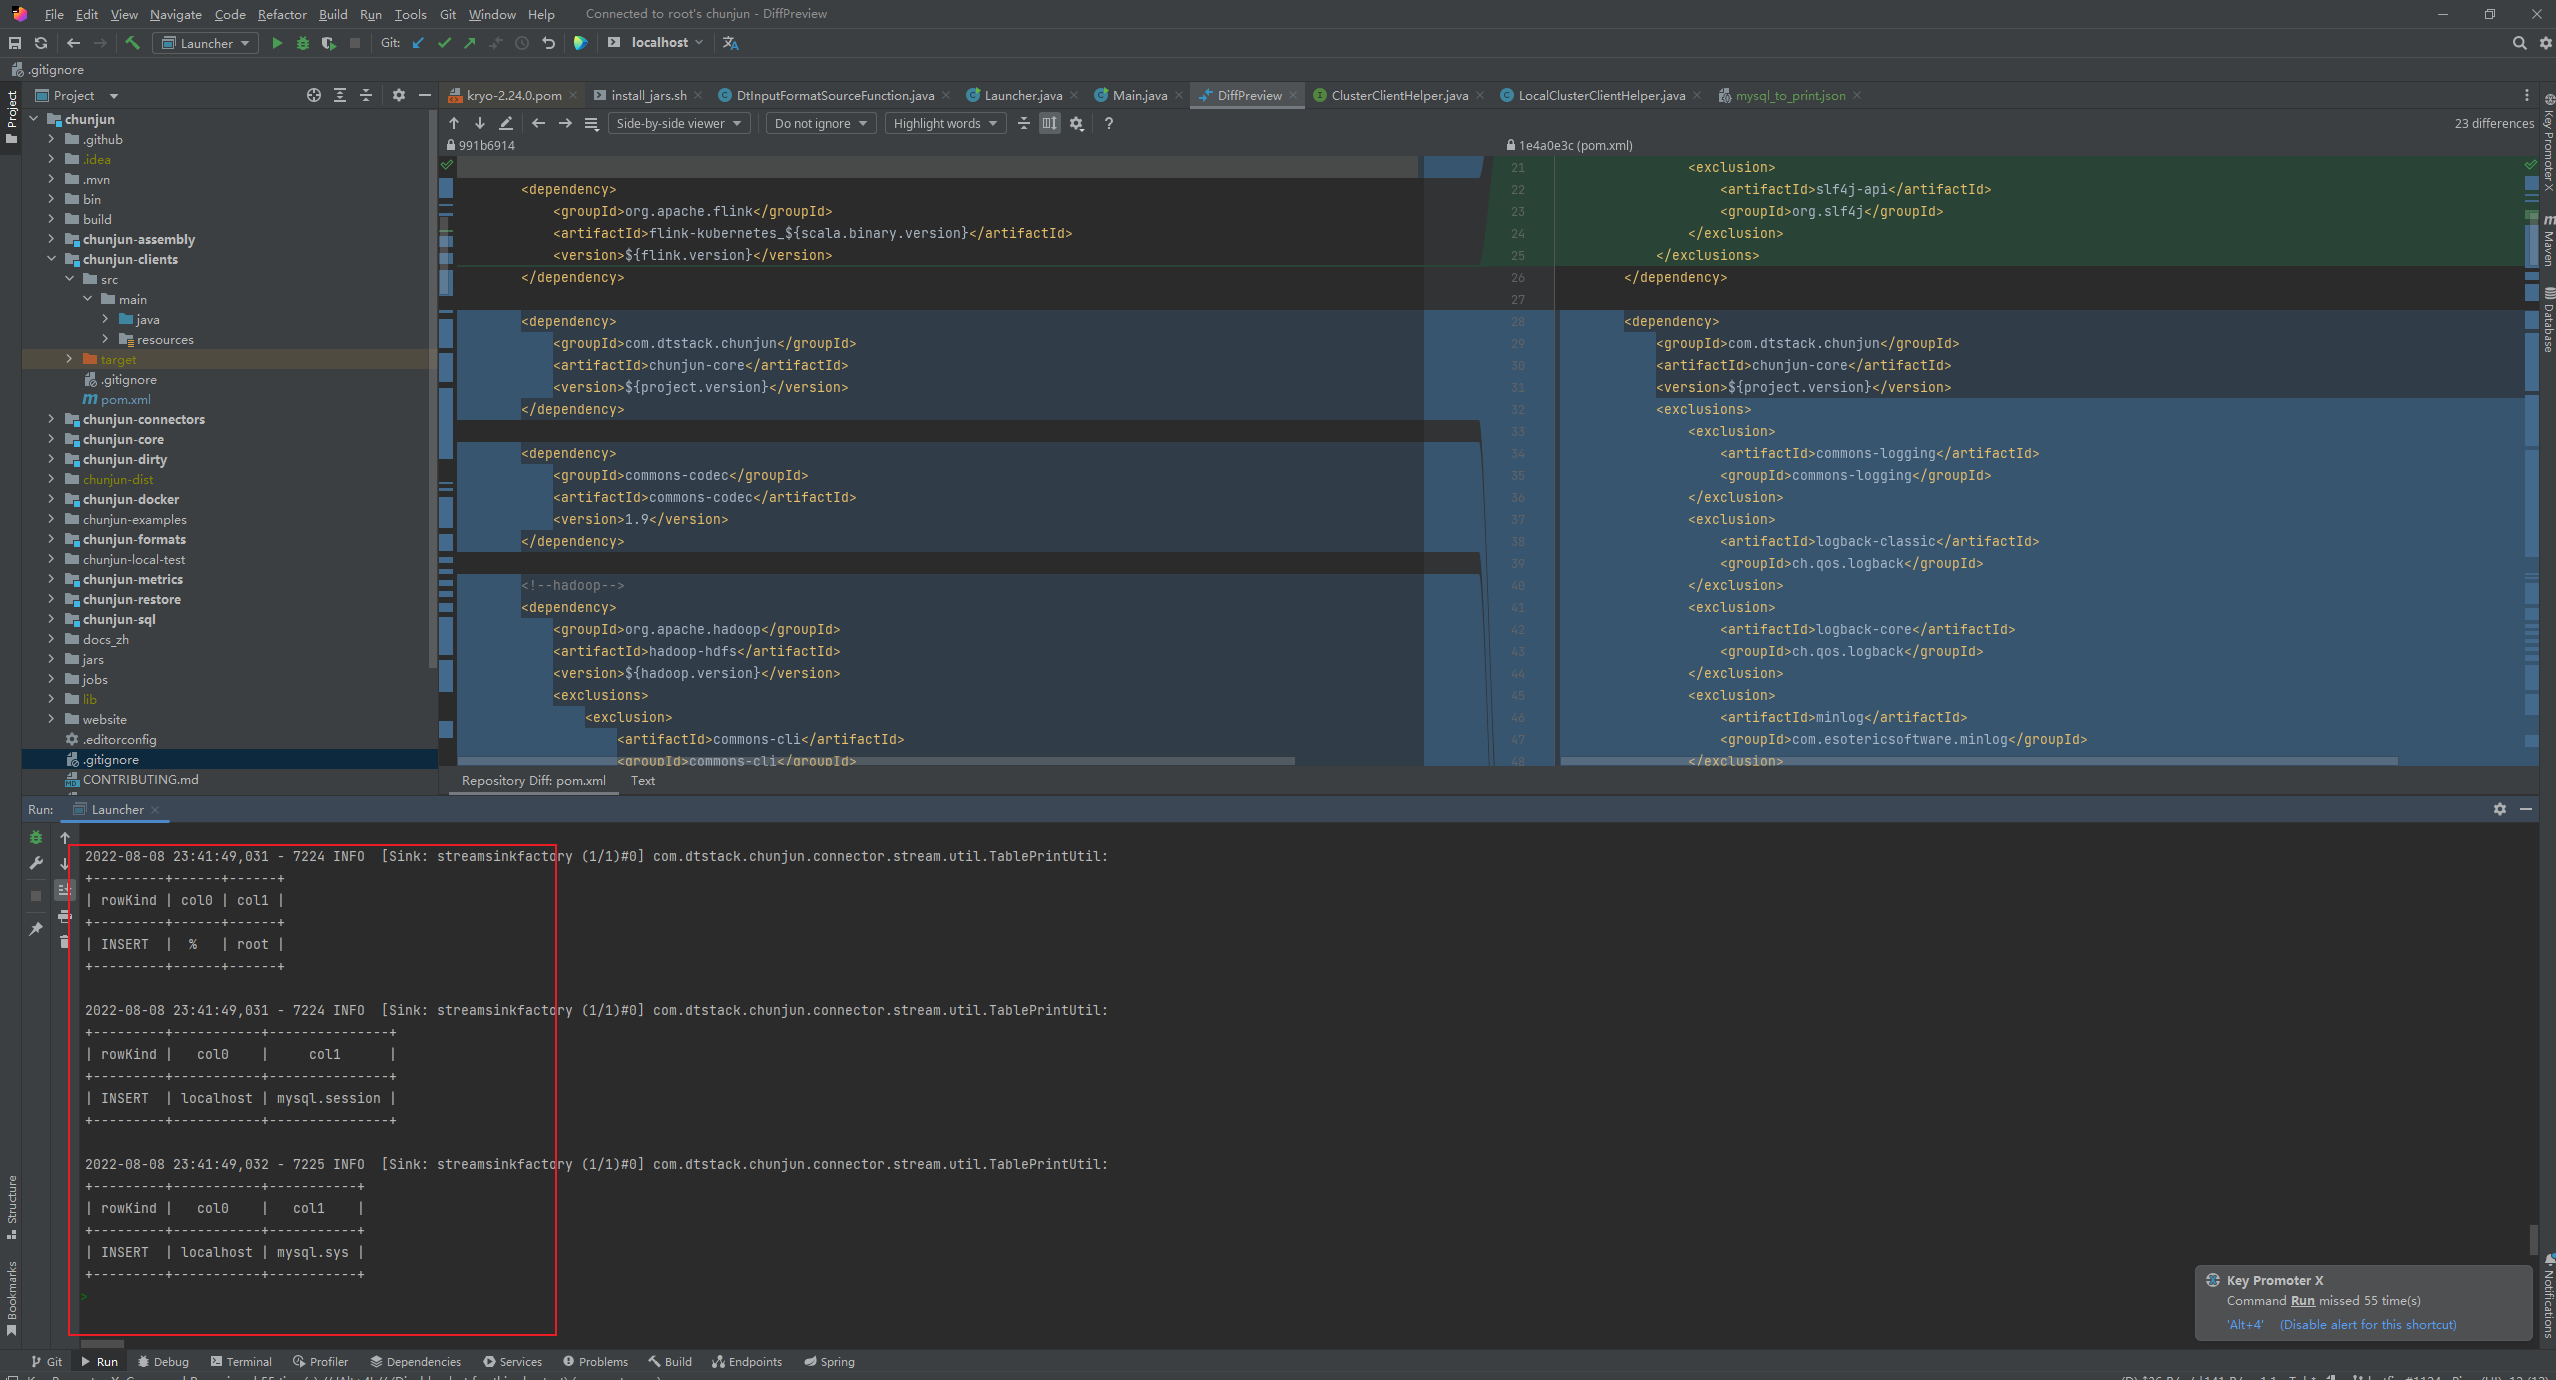 File Edit View Navigate Code Refactor Build Run Tools Git Window Help Connected to root's chunjun - DiffPreview
Launcher Git: localhost
.gitignore
Project kryo-2.24.0.pom install_jars.sh DtInputFormatSourceFunction.java Launcher.java Main.java DiffPreview ClusterClientHelper.java LocalClusterClientHelper.java mysql_to_print.json
Side-by-side viewer Do not ignore Highlight words ? 23 differences
991b6914 1e4a0e3c (pom.xml)
Project
chunjun
.github
.idea
.mvn
bin
build
chunjun-assembly
chunjun-clients
src
main
java
resources
target
.gitignore
pom.xml
chunjun-connectors
chunjun-core
chunjun-dirty
chunjun-dist
chunjun-docker
chunjun-examples
chunjun-formats
chunjun-local-test
chunjun-metrics
chunjun-restore
chunjun-sql
docs_zh
jars
jobs
lib
website
.editorconfig
.gitignore
CONTRIBUTING.md
<dependency>
<groupId>org.apache.flink</groupId>
<artifactId>flink-kubernetes_${scala.binary.version}</artifactId>
<version>${flink.version}</version>
</dependency>
<dependency>
<groupId>com.dtstack.chunjun</groupId>
<artifactId>chunjun-core</artifactId>
<version>${project.version}</version>
</dependency>
<dependency>
<groupId>commons-codec</groupId>
<artifactId>commons-codec</artifactId>
<version>1.9</version>
</dependency>
<!--hadoop-->
<dependency>
<groupId>org.apache.hadoop</groupId>
<artifactId>hadoop-hdfs</artifactId>
<version>${hadoop.version}</version>
<exclusions>
<exclusion>
<artifactId>commons-cli</artifactId>
<groupId>commons-cli</groupId>
21 <exclusion>
22 <artifactId>slf4j-api</artifactId>
23 <groupId>org.slf4j</groupId>
24 </exclusion>
25 </exclusions>
26 </dependency>
27
28 <dependency>
29 <groupId>com.dtstack.chunjun</groupId>
30 <artifactId>chunjun-core</artifactId>
31 <version>${project.version}</version>
32 <exclusions>
33 <exclusion>
34 <artifactId>commons-logging</artifactId>
35 <groupId>commons-logging</groupId>
36 </exclusion>
37 <exclusion>
38 <artifactId>logback-classic</artifactId>
39 <groupId>ch.qos.logback</groupId>
40 </exclusion>
41 <exclusion>
42 <artifactId>logback-core</artifactId>
43 <groupId>ch.qos.logback</groupId>
44 </exclusion>
45 <exclusion>
46 <artifactId>minlog</artifactId>
47 <groupId>com.esotericsoftware.minlog</groupId>
48 </exclusion>
Key Promoter X
Maven
Database
Repository Diff: pom.xml Text
Run: Launcher
2022-08-08 23:41:49,031 - 7224 INFO [Sink: streamsinkfactory (1/1)#0] com.dtstack.chunjun.connector.stream.util.TablePrintUtil:
+---------+------+------+
| rowKind | col0 | col1 |
+---------+------+------+
| INSERT | % | root |
+---------+------+------+
2022-08-08 23:41:49,031 - 7224 INFO [Sink: streamsinkfactory (1/1)#0] com.dtstack.chunjun.connector.stream.util.TablePrintUtil:
+---------+-----------+---------------+
| rowKind | col0 | col1 |
+---------+-----------+---------------+
| INSERT | localhost | mysql.session |
+---------+-----------+---------------+
2022-08-08 23:41:49,032 - 7225 INFO [Sink: streamsinkfactory (1/1)#0] com.dtstack.chunjun.connector.stream.util.TablePrintUtil:
+---------+-----------+-----------+
| rowKind | col0 | col1 |
+---------+-----------+-----------+
| INSERT | localhost | mysql.sys |
+---------+-----------+-----------+
>
Structure
Bookmarks
Key Promoter X
Command Run missed 55 time(s)
'Alt+4' (Disable alert for this shortcut)
Notifications
Git Run Debug Terminal Profiler Dependencies Services Problems Build Endpoints Spring